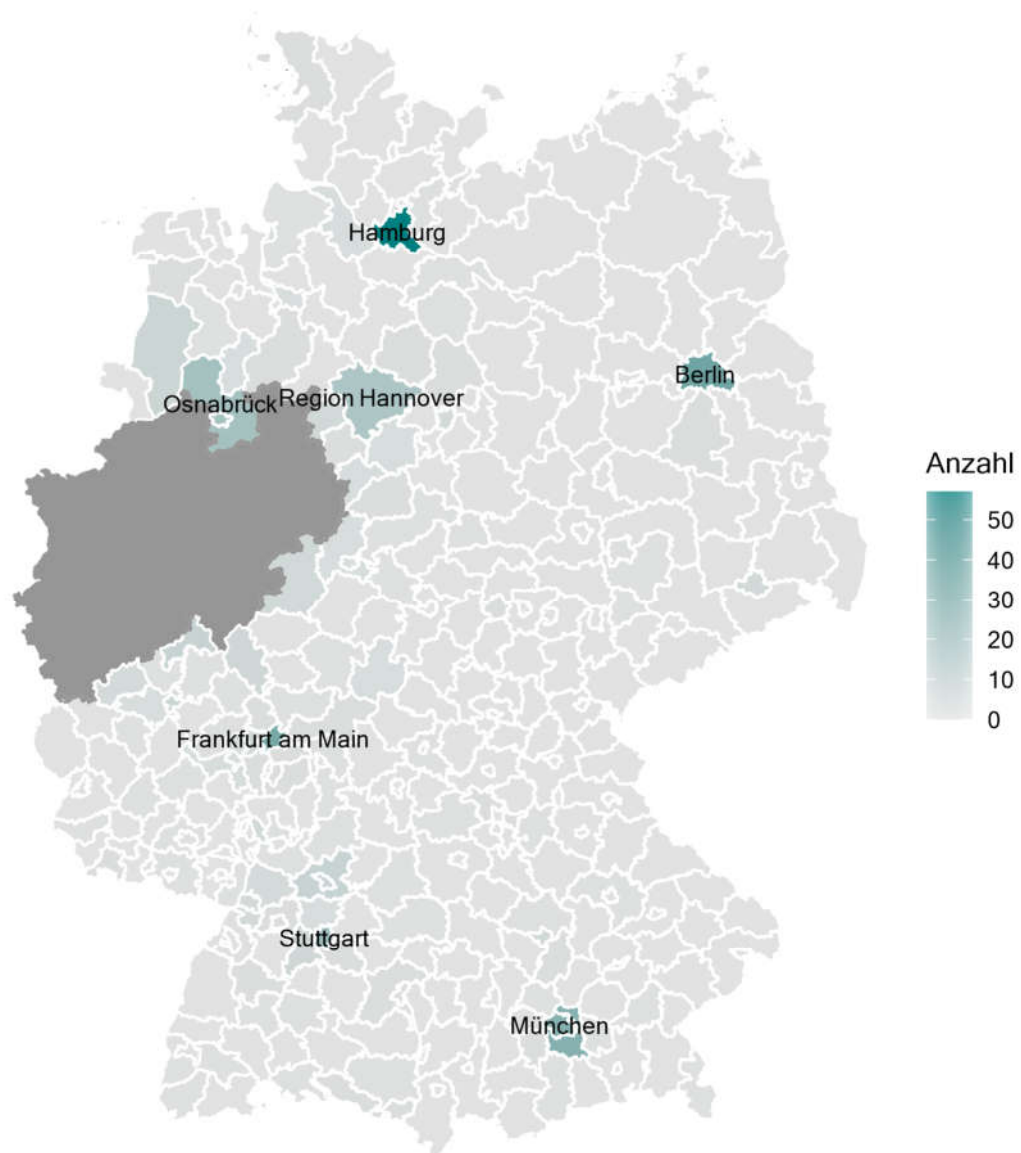 Hamburg
Berlin
Osnabrück
Region Hannover
Anzahl
50
40
30
20
10
0
Frankfurt am Main
Stuttgart
München